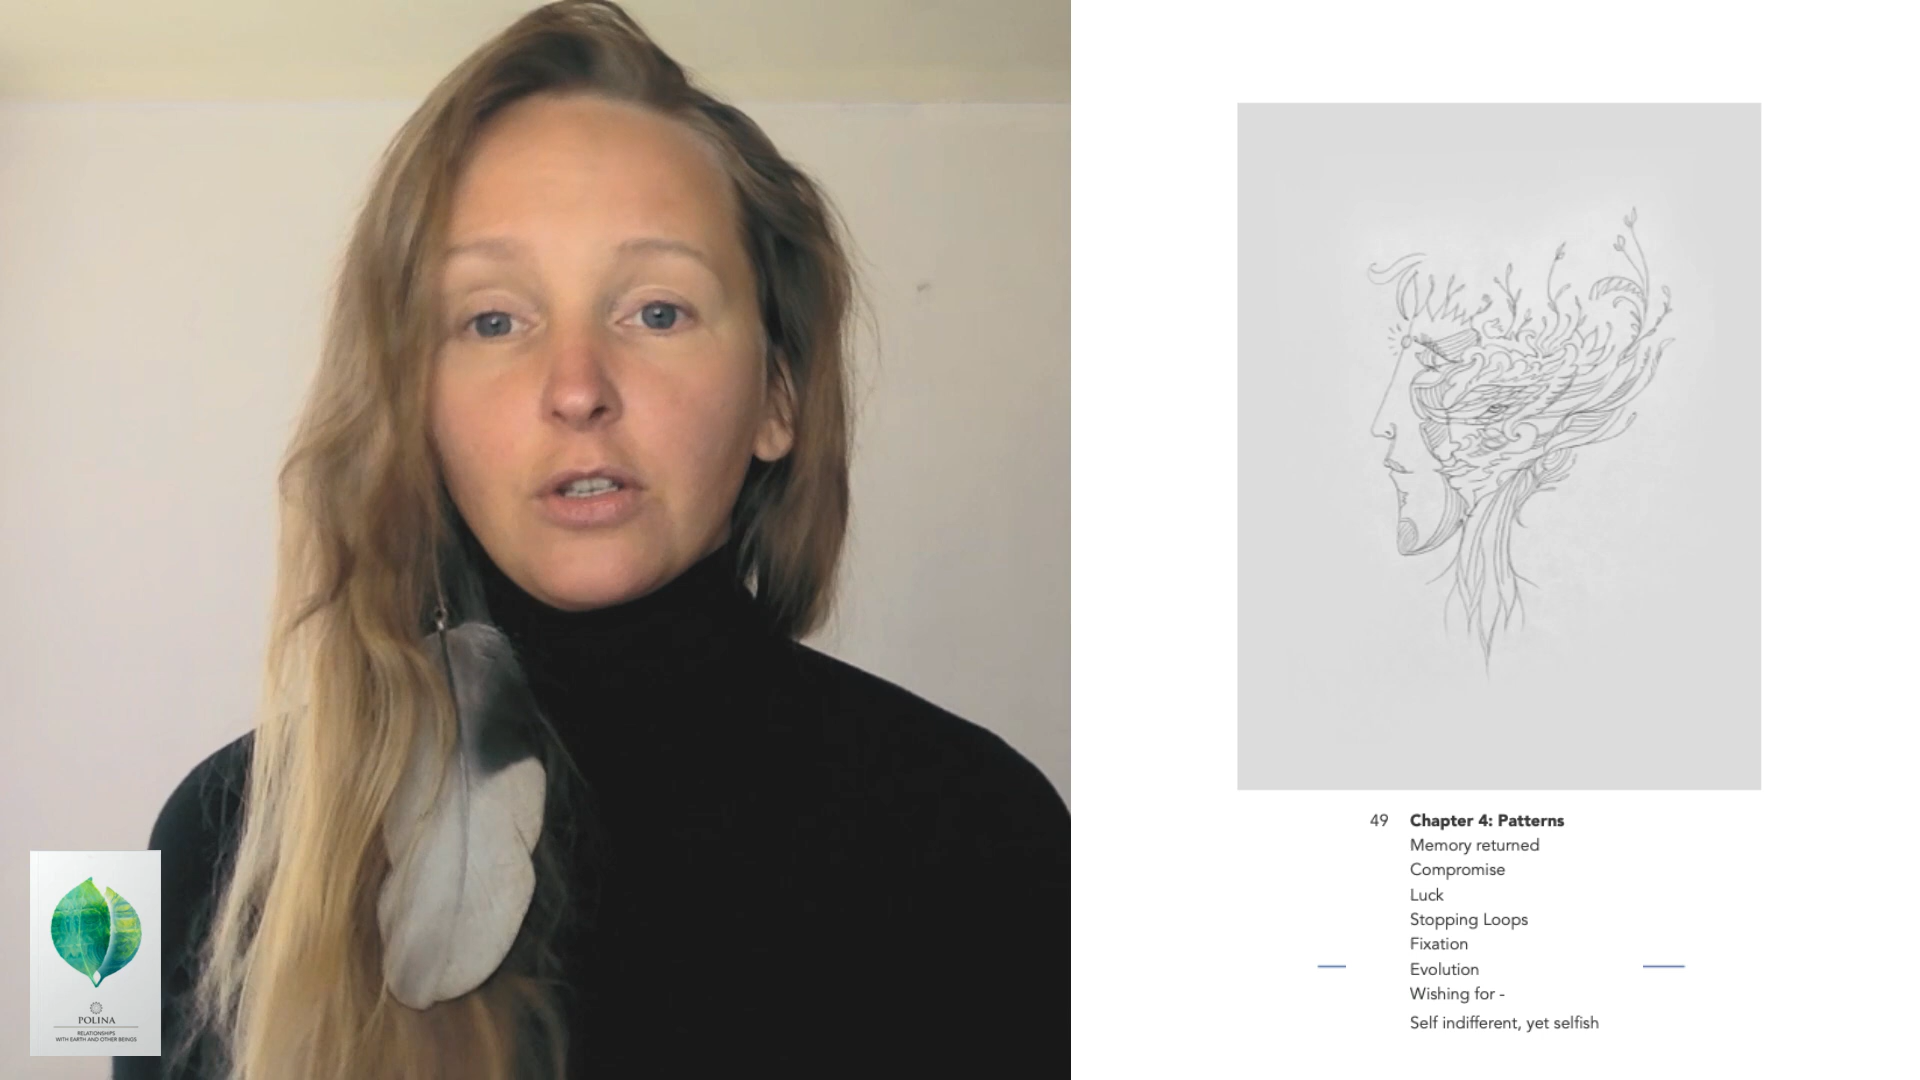 POLINA
RELATIONSHIPS
WITH EARTH AND OTHER BEINGS
49 Chapter 4: Patterns
Memory returned
Compromise
Luck
Stopping Loops
Fixation
Evolution
Wishing for -
Self indifferent, yet selfish